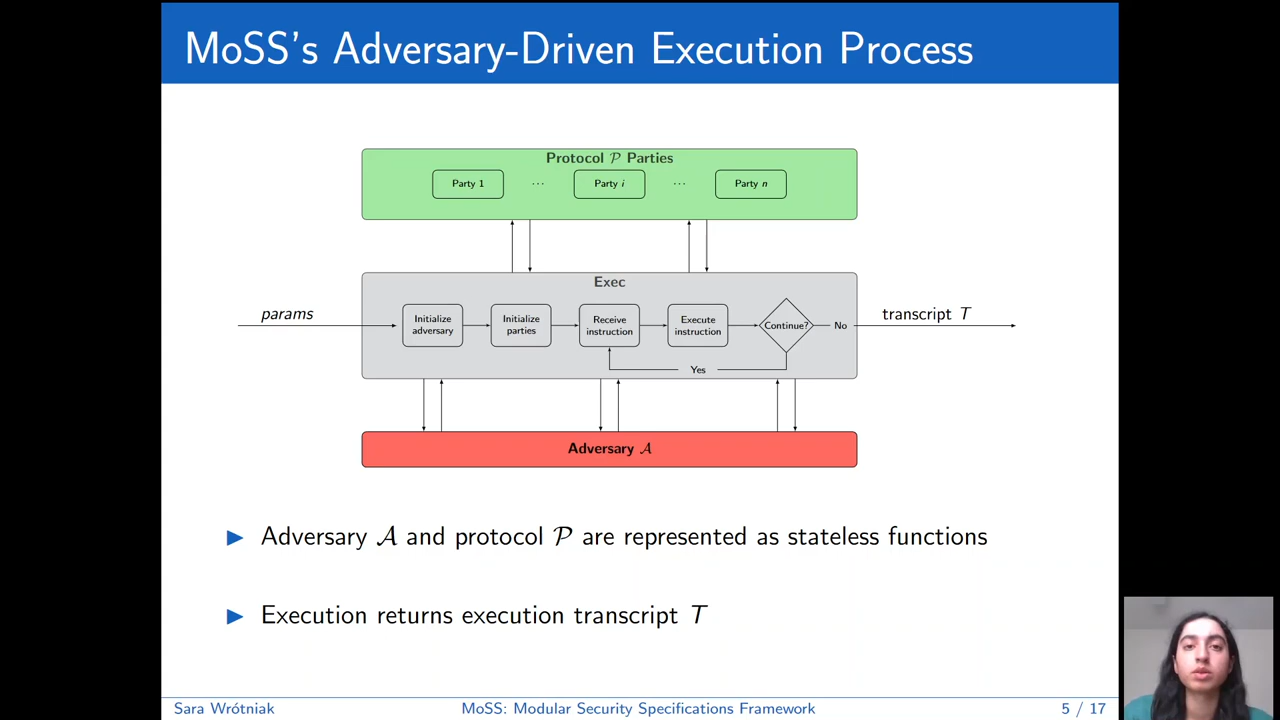 MoSS's Adversary-Driven Execution Process
Protocol 𝒫 Parties
Party 1 ... Party i ... Party n
Exec
params
Initialize adversary
Initialize parties
Receive instruction
Execute instruction
Continue?
No
transcript T
Yes
Adversary 𝒜
▶ Adversary 𝒜 and protocol 𝒫 are represented as stateless functions
▶ Execution returns execution transcript T
Sara Wrótniak
MoSS: Modular Security Specifications Framework
5 / 17